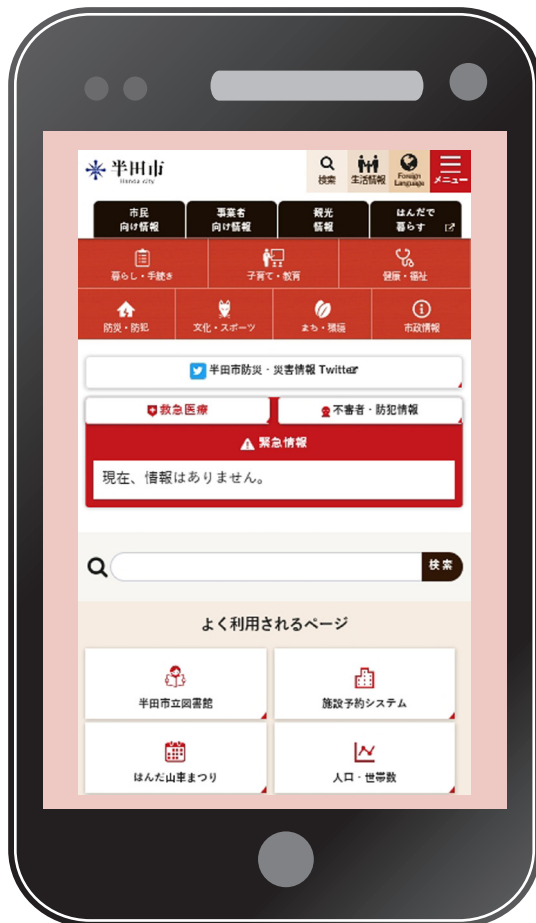 半田市
Handa city
検索
生活情報
Foreign
Language
メニュー
市民
向け情報
事業者
向け情報
観光
情報
はんだで
暮らす
暮らし・手続き
子育て・教育
健康・福祉
防災・防犯
文化・スポーツ
まち・環境
市政情報
半田市防災・災害情報 Twitter
救急医療
不審者・防犯情報
緊急情報
現在、情報はありません。
検索
よく利用されるページ
半田市立図書館
施設予約システム
はんだ山車まつり
人口・世帯数